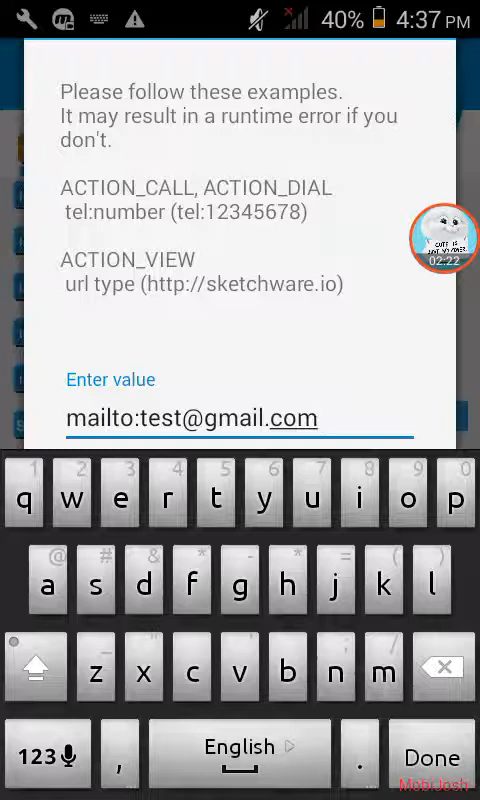 40% 4:37 PM
Please follow these examples.
It may result in a runtime error if you
don't.
ACTION_CALL, ACTION_DIAL
tel:number (tel:12345678)
ACTION_VIEW
url type (http://sketchware.io)
CUTE IS
02:22
Enter value
mailto:test@gmail.com
1 2 3 4 5 6 7 8 9 0
q w e r t y u i o p
@ # & * - * = ( )
a s d f g h j k l
_ " ; /
z x c v b n m
123 , English . Done
MobiJosh